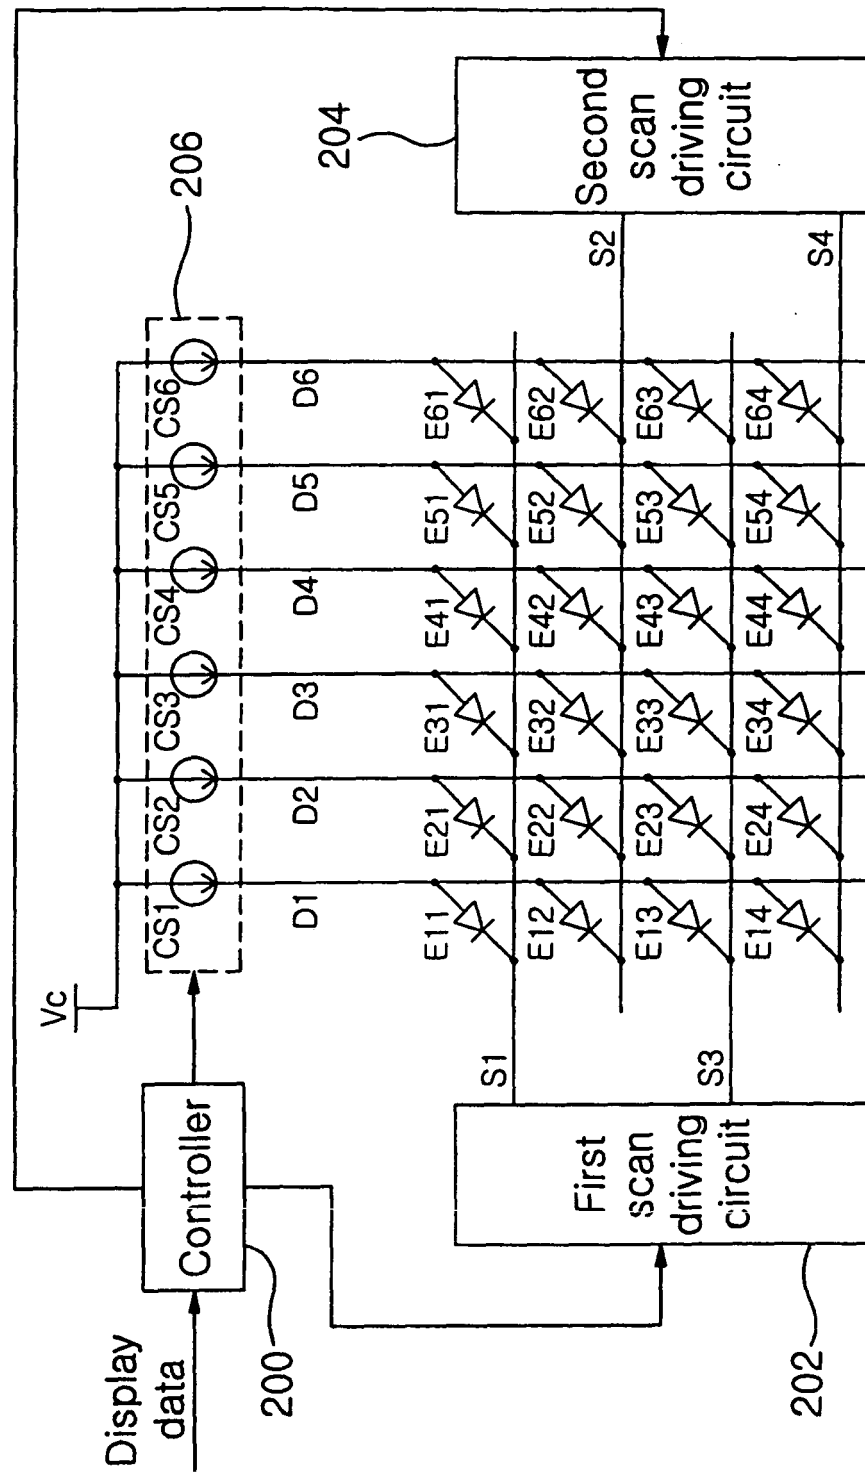 Display
data
Controller
200
Vc
206
CS1
CS2
CS3
CS4
CS5
CS6
D1
D2
D3
D4
D5
D6
204
Second
scan
driving
circuit
First
scan
driving
circuit
202
S1
S3
S2
S4
E11
E21
E31
E41
E51
E61
E12
E22
E32
E42
E52
E62
E13
E23
E33
E43
E53
E63
E14
E24
E34
E44
E54
E64